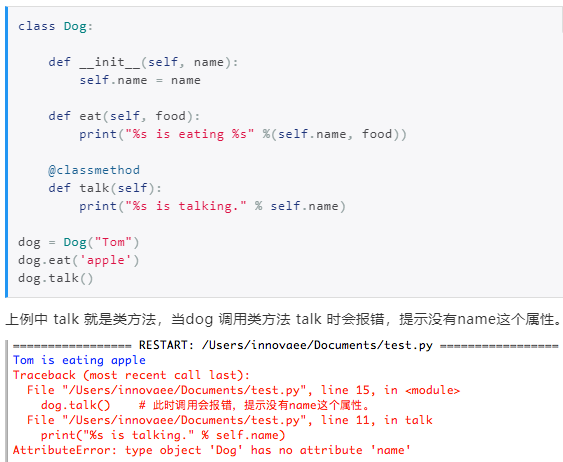 class Dog:
    def __init__(self, name):
        self.name = name
    def eat(self, food):
        print("%s is eating %s" %(self.name, food))
    @classmethod
    def talk(self):
        print("%s is talking." % self.name)
dog = Dog("Tom")
dog.eat('apple')
dog.talk()
上例中 talk 就是类方法，当dog 调用类方法 talk 时会报错，提示没有name这个属性。
================= RESTART: /Users/innovaee/Documents/test.py =================
Tom is eating apple
Traceback (most recent call last):
  File "/Users/innovaee/Documents/test.py", line 15, in <module>
    dog.talk()    # 此时调用会报错，提示没有name这个属性。
  File "/Users/innovaee/Documents/test.py", line 11, in talk
    print("%s is talking." % self.name)
AttributeError: type object 'Dog' has no attribute 'name'